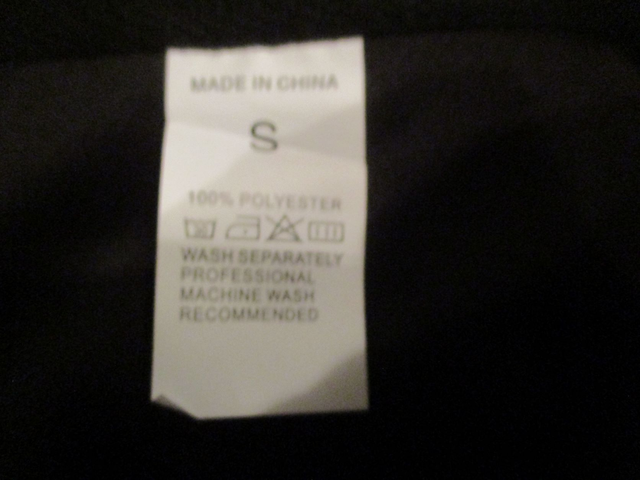 MADE IN CHINA
S
100% POLYESTER
WASH SEPARATELY
PROFESSIONAL
MACHINE WASH
RECOMMENDED